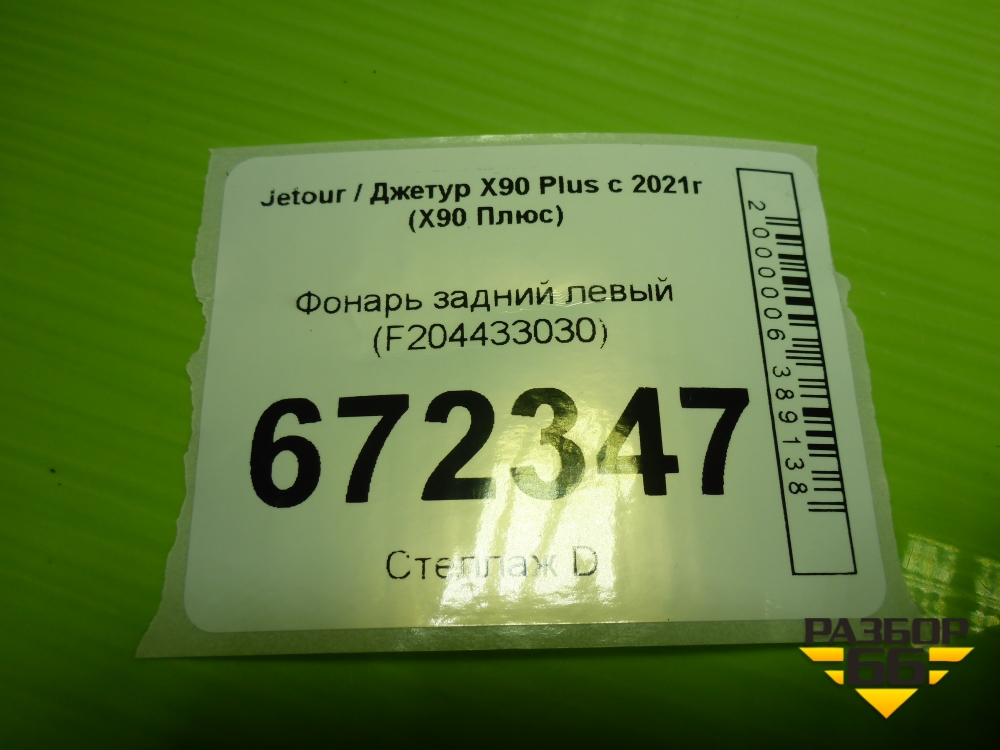 Jetour / Джетур X90 Plus с 2021г
(X90 Плюс)
Фонарь задний левый
(F204433030)
672347
Стеллаж D
2000006389138
РАЗБОР
66